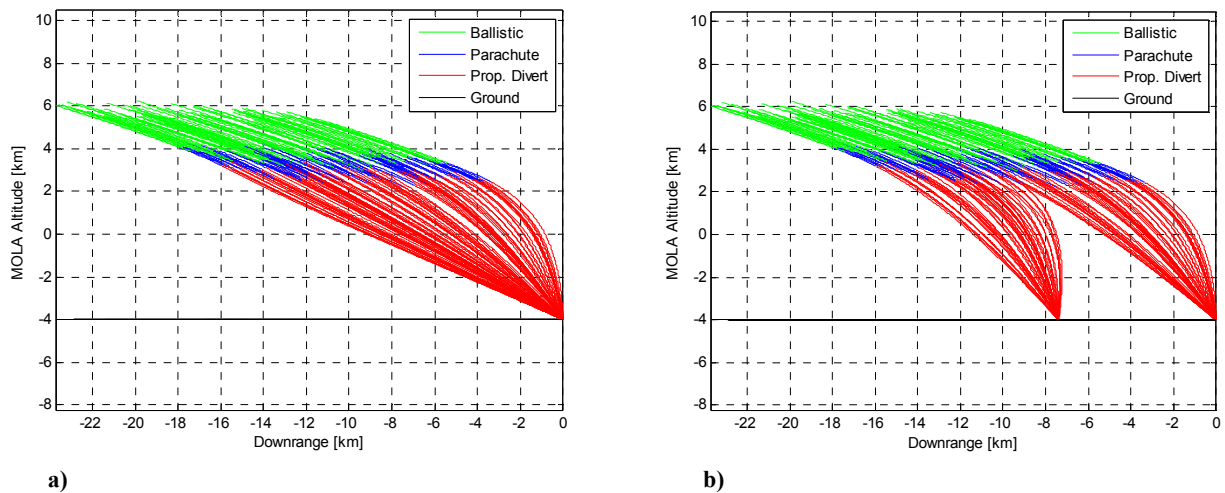 10
8
6
4
2
0
-2
-4
-6
-8
MOLA Altitude [km]
Ballistic
Parachute
Prop. Divert
Ground
-22 -20 -18 -16 -14 -12 -10 -8 -6 -4 -2 0
Downrange [km]
a)
10
8
6
4
2
0
-2
-4
-6
-8
MOLA Altitude [km]
Ballistic
Parachute
Prop. Divert
Ground
-22 -20 -18 -16 -14 -12 -10 -8 -6 -4 -2 0
Downrange [km]
b)